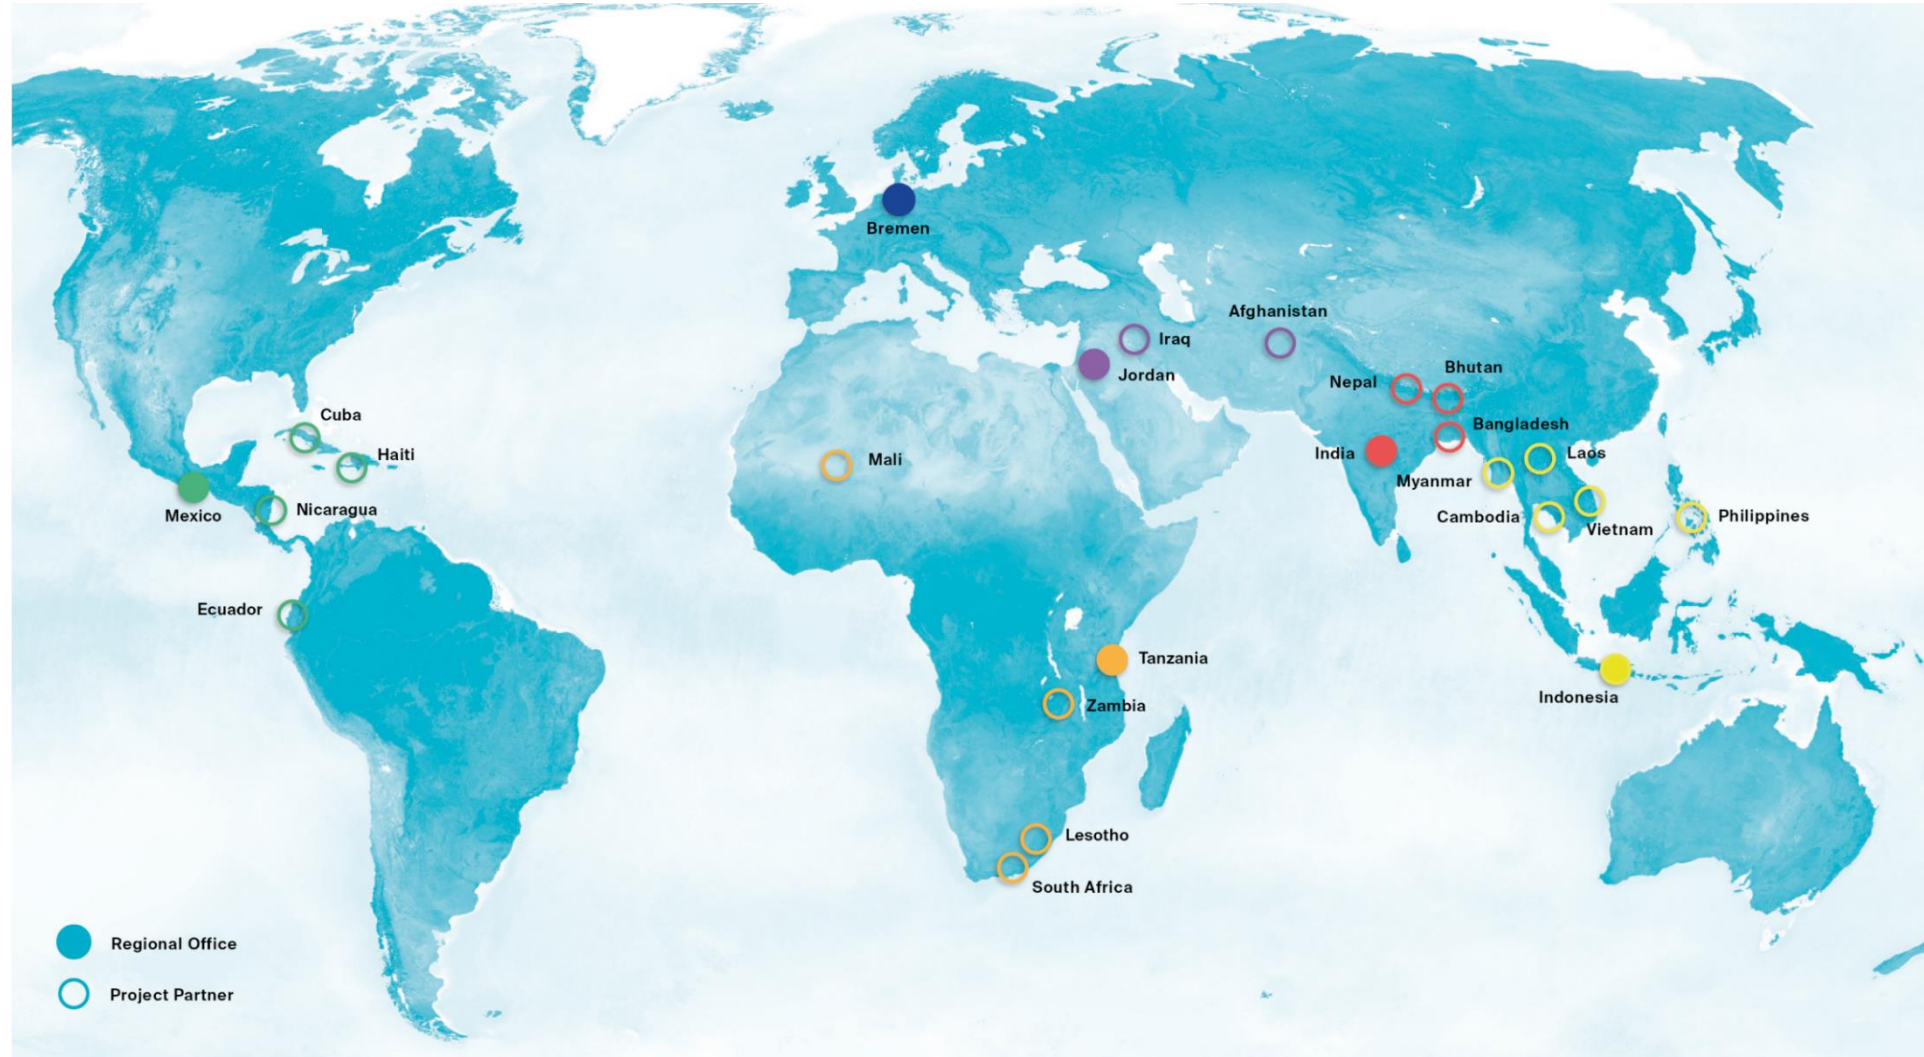 Bremen
Afghanistan
Iraq
Jordan
Bhutan
Nepal
Cuba
Bangladesh
Haiti
India
Laos
Mali
Myanmar
Nicaragua
Mexico
Cambodia
Philippines
Vietnam
Ecuador
Tanzania
Indonesia
Zambia
Lesotho
South Africa
Regional Office
Project Partner